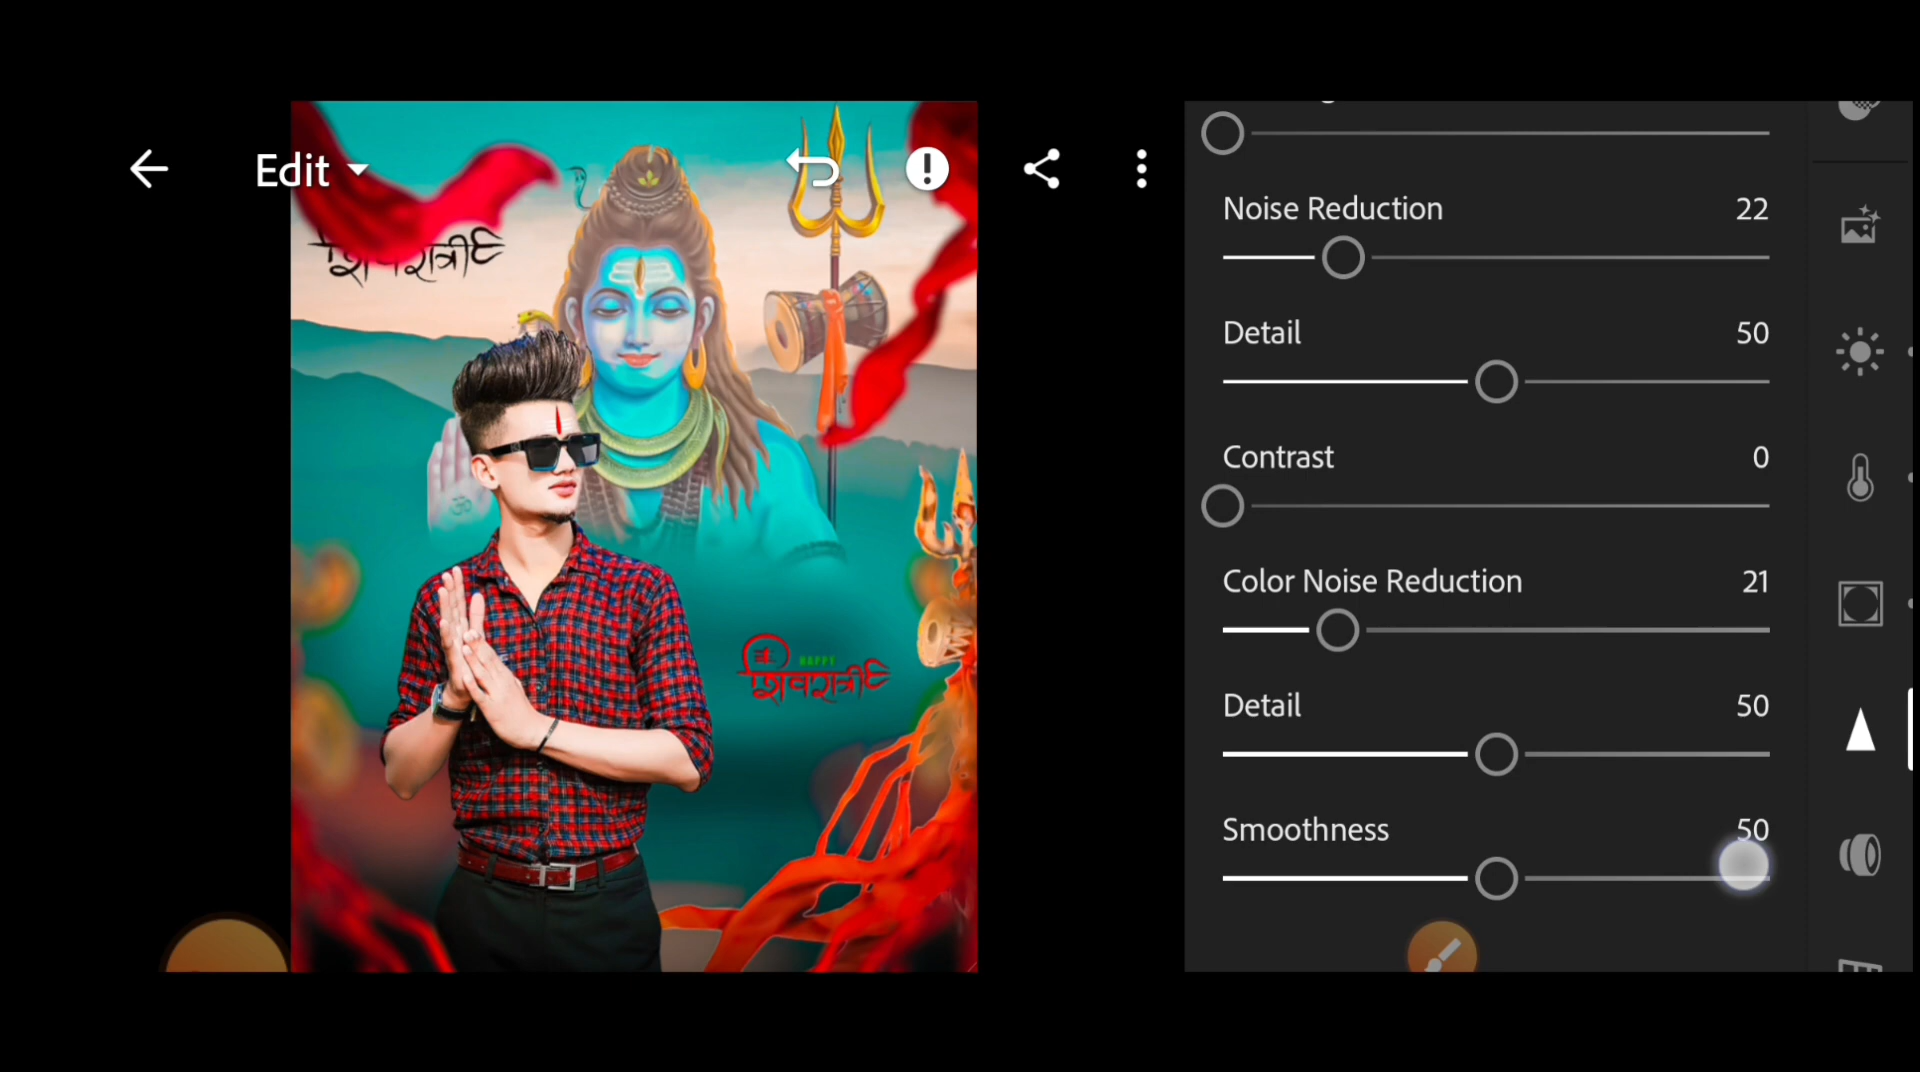 Edit
शिवरात्री
Noise Reduction 22
Detail 50
Contrast 0
Color Noise Reduction 21
Detail 50
Smoothness 50
HAPPY
शिवरात्री
ॐ